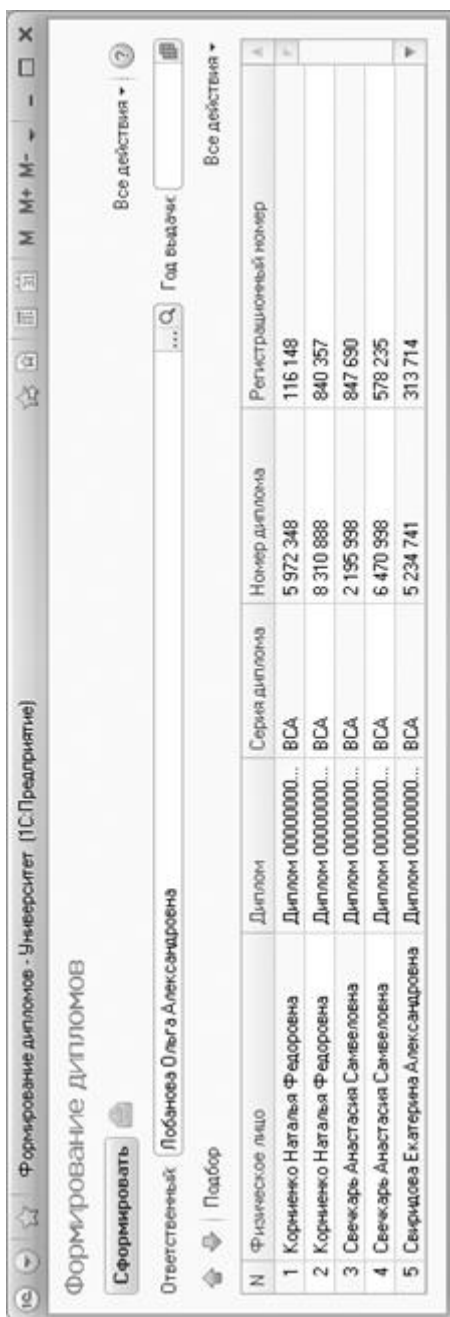 Формирование дипломов - Университет (1С:Предприятие)
M M+ M-
Формирование дипломов
Сформировать
Все действия
Ответственный Лобанова Ольга Александровна ... Год выдачи:
Подбор
Все действия
N Физическое лицо Диплом Серия диплома Номер диплома Регистрационный номер
1 Корниенко Наталья Федоровна Диплом 00000000... ВСА 5 972 348 116 148
2 Корниенко Наталья Федоровна Диплом 00000000... ВСА 8 310 888 840 357
3 Свечкарь Анастасия Самвеловна Диплом 00000000... ВСА 2 195 998 847 690
4 Свечкарь Анастасия Самвеловна Диплом 00000000... ВСА 6 470 998 578 235
5 Свиридова Екатерина Александровна Диплом 00000000... ВСА 5 234 741 313 714